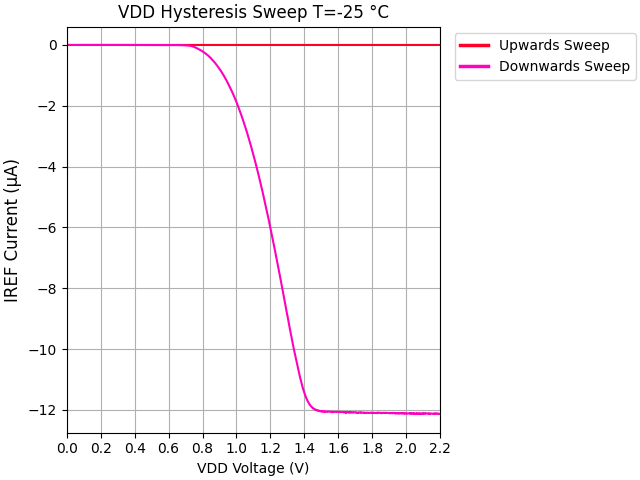 VDD Hysteresis Sweep T=-25 °C
Upwards Sweep
Downwards Sweep
IREF Current (μA)
0
−2
−4
−6
−8
−10
−12
0.0 0.2 0.4 0.6 0.8 1.0 1.2 1.4 1.6 1.8 2.0 2.2
VDD Voltage (V)